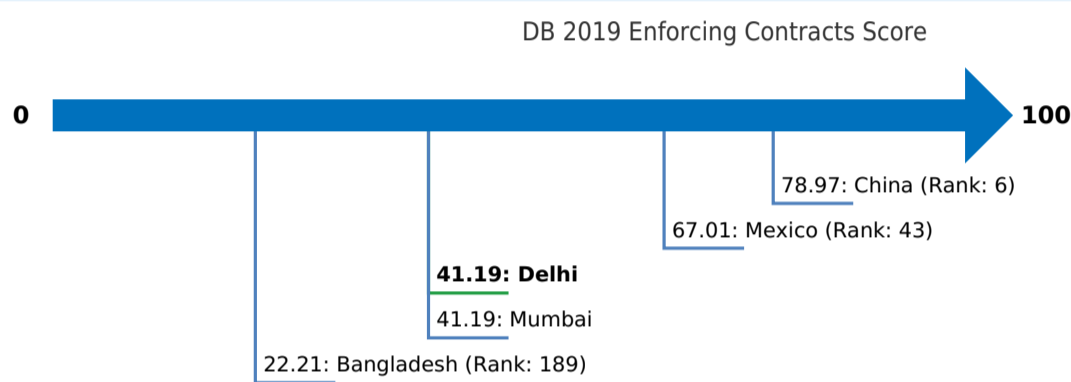 DB 2019 Enforcing Contracts Score
0
100
78.97: China (Rank: 6)
67.01: Mexico (Rank: 43)
41.19: Delhi
41.19: Mumbai
22.21: Bangladesh (Rank: 189)